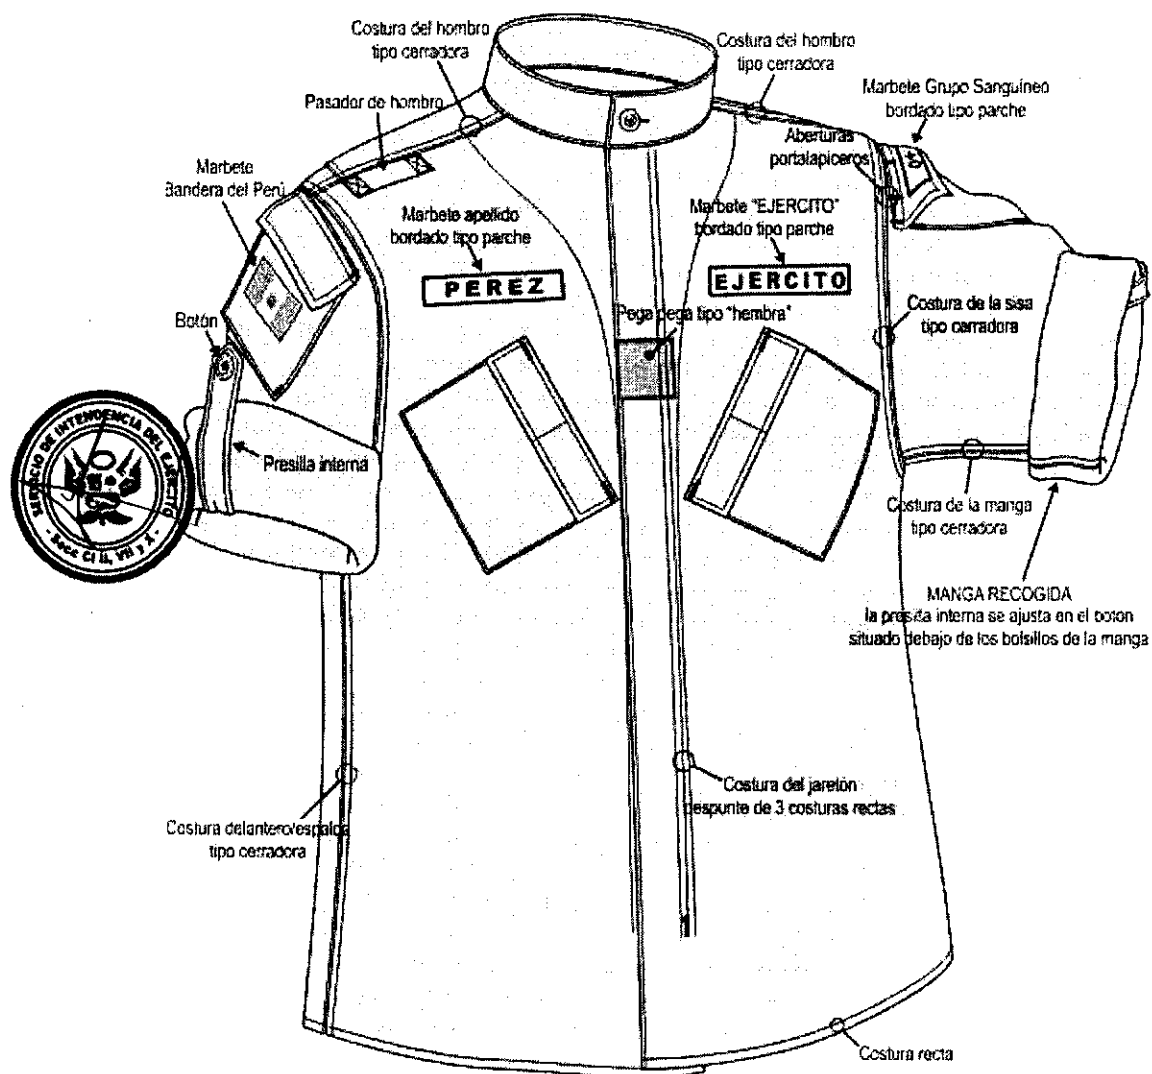 Costura del hombro
tipo cerradora
Costura del hombro
tipo cerradora
Marbete Grupo Sanguíneo
bordado tipo parche
Pasador de hombro
Aberturas
portalapiceros
Marbete
Bandera del Perú
Marbete apellido
bordado tipo parche
Marbete "EJERCITO"
bordado tipo parche
PEREZ
EJERCITO
Botón
Pega pega tipo "hembra"
Costura de la sisa
tipo cerradora
SERVICIO DE INTENDENCIA DEL EJERCITO
- Secc Cl II, VII y X -
Presilla interna
Costura de la manga
tipo cerradora
MANGA RECOGIDA
la presilla interna se ajusta en el boton
situado debajo de los bolsillos de la manga
Costura del jaretón
despunte de 3 costuras rectas
Costura delantero/espalda
tipo cerradora
Costura recta